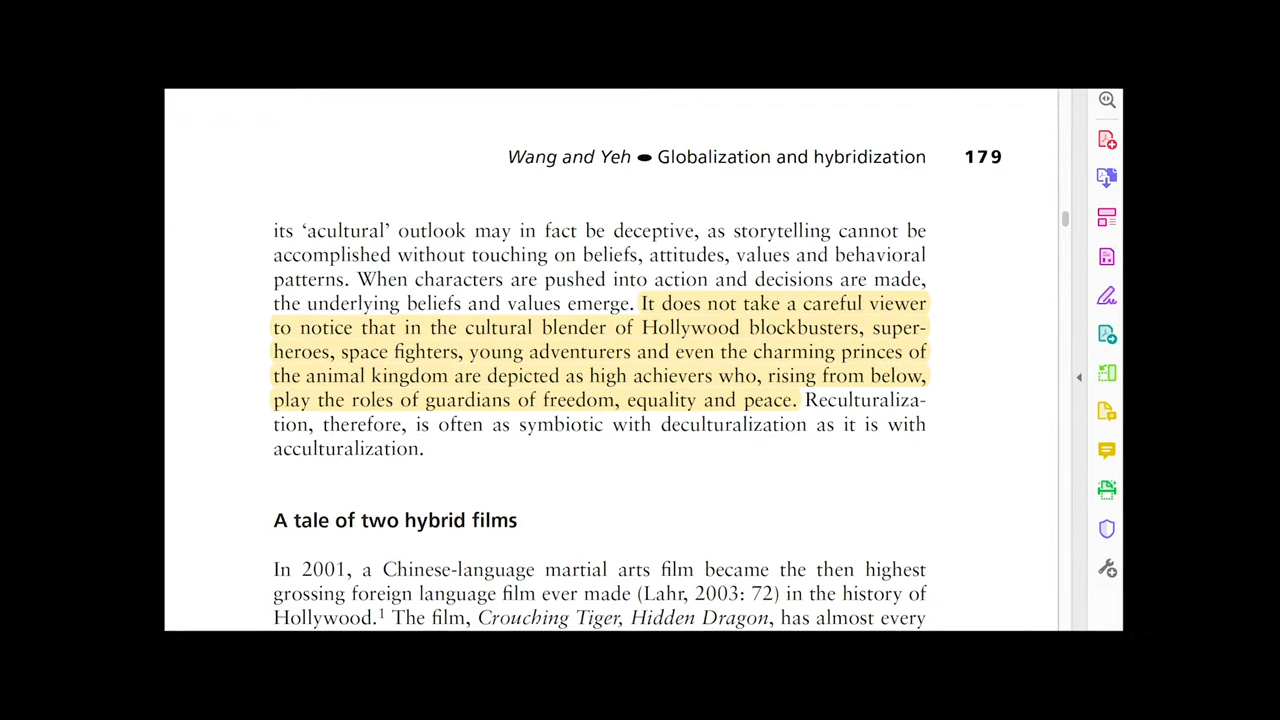 Wang and Yeh ● Globalization and hybridization 179
its ‘acultural’ outlook may in fact be deceptive, as storytelling cannot be
accomplished without touching on beliefs, attitudes, values and behavioral
patterns. When characters are pushed into action and decisions are made,
the underlying beliefs and values emerge. It does not take a careful viewer
to notice that in the cultural blender of Hollywood blockbusters, super-
heroes, space fighters, young adventurers and even the charming princes of
the animal kingdom are depicted as high achievers who, rising from below,
play the roles of guardians of freedom, equality and peace. Reculturaliza-
tion, therefore, is often as symbiotic with deculturalization as it is with
acculturalization.
A tale of two hybrid films
In 2001, a Chinese-language martial arts film became the then highest
grossing foreign language film ever made (Lahr, 2003: 72) in the history of
Hollywood.¹ The film, Crouching Tiger, Hidden Dragon, has almost every